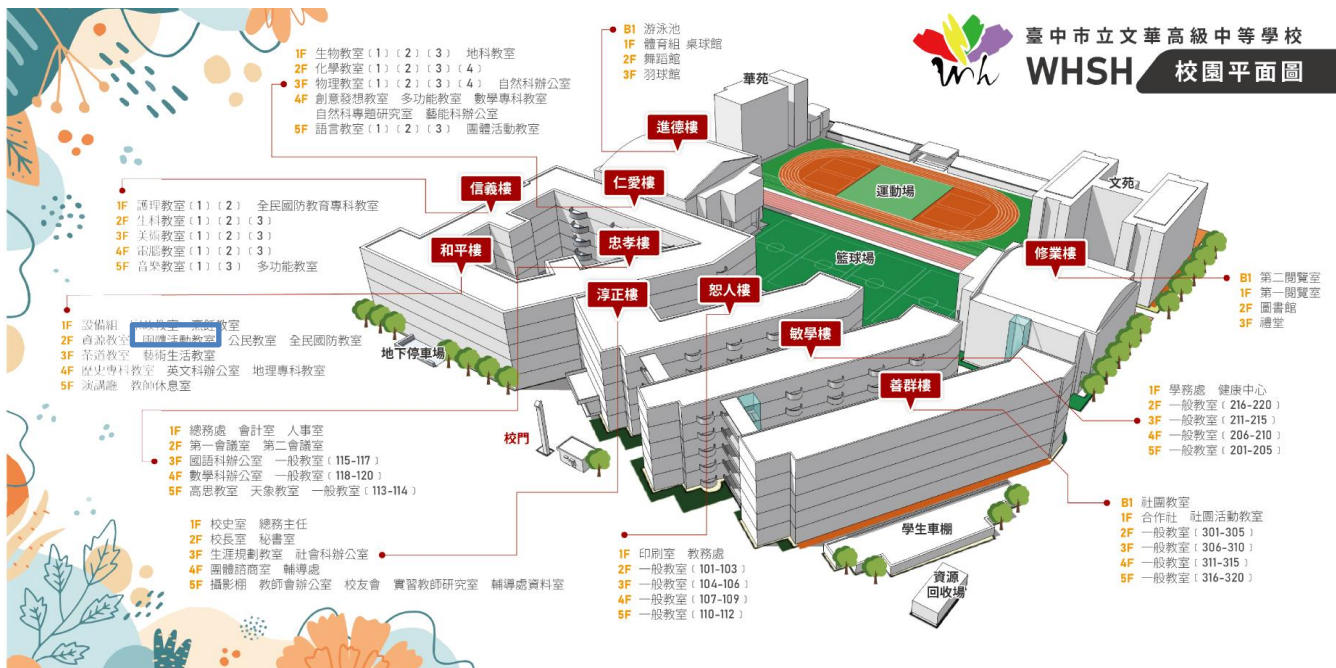 臺中市立文華高級中等學校
WHSH 校園平面圖
1F 生物教室〔1〕〔2〕〔3〕 地科教室
2F 化學教室〔1〕〔2〕〔3〕〔4〕
3F 物理教室〔1〕〔2〕〔3〕〔4〕 自然科辦公室
4F 創意發想教室 多功能教室 數學專科教室
自然科專題研究室 藝能科辦公室
5F 語言教室〔1〕〔2〕〔3〕 團體活動教室
B1 游泳池
1F 體育組 桌球館
2F 舞蹈館
3F 羽球館
華苑
進德樓
信義樓
仁愛樓
運動場
文苑
1F 護理教室〔1〕〔2〕 全民國防教育專科教室
2F 生科教室〔1〕〔2〕〔3〕
3F 美術教室〔1〕〔2〕〔3〕
4F 電腦教室〔1〕〔2〕〔3〕
5F 音樂教室〔1〕〔3〕 多功能教室
和平樓
忠孝樓
籃球場
修業樓
淳正樓
恕人樓
B1 第二閱覽室
1F 第一閱覽室
2F 圖書館
3F 禮堂
1F 設備組 烹飪教室
2F 資源教室 團體活動教室 公民教室 全民國防教室
3F 茶道教室 藝術生活教室
4F 歷史專科教室 英文科辦公室 地理專科教室
5F 演講廳 教師休息室
地下停車場
敏學樓
善群樓
1F 學務處 健康中心
2F 一般教室〔216-220〕
3F 一般教室〔211-215〕
4F 一般教室〔206-210〕
5F 一般教室〔201-205〕
1F 總務處 會計室 人事室
2F 第一會議室 第二會議室
3F 國語科辦公室 一般教室〔115-117〕
4F 數學科辦公室 一般教室〔118-120〕
5F 高思教室 天象教室 一般教室〔113-114〕
校門
1F 校史室 總務主任
2F 校長室 秘書室
3F 生涯規劃教室 社會科辦公室
4F 團體諮商室 輔導處
5F 攝影棚 教師會辦公室 校友會 實習教師研究室 輔導處資料室
1F 印刷室 教務處
2F 一般教室〔101-103〕
3F 一般教室〔104-106〕
4F 一般教室〔107-109〕
5F 一般教室〔110-112〕
學生車棚
資源
回收場
B1 社團教室
1F 合作社 社團活動教室
2F 一般教室〔301-305〕
3F 一般教室〔306-310〕
4F 一般教室〔311-315〕
5F 一般教室〔316-320〕